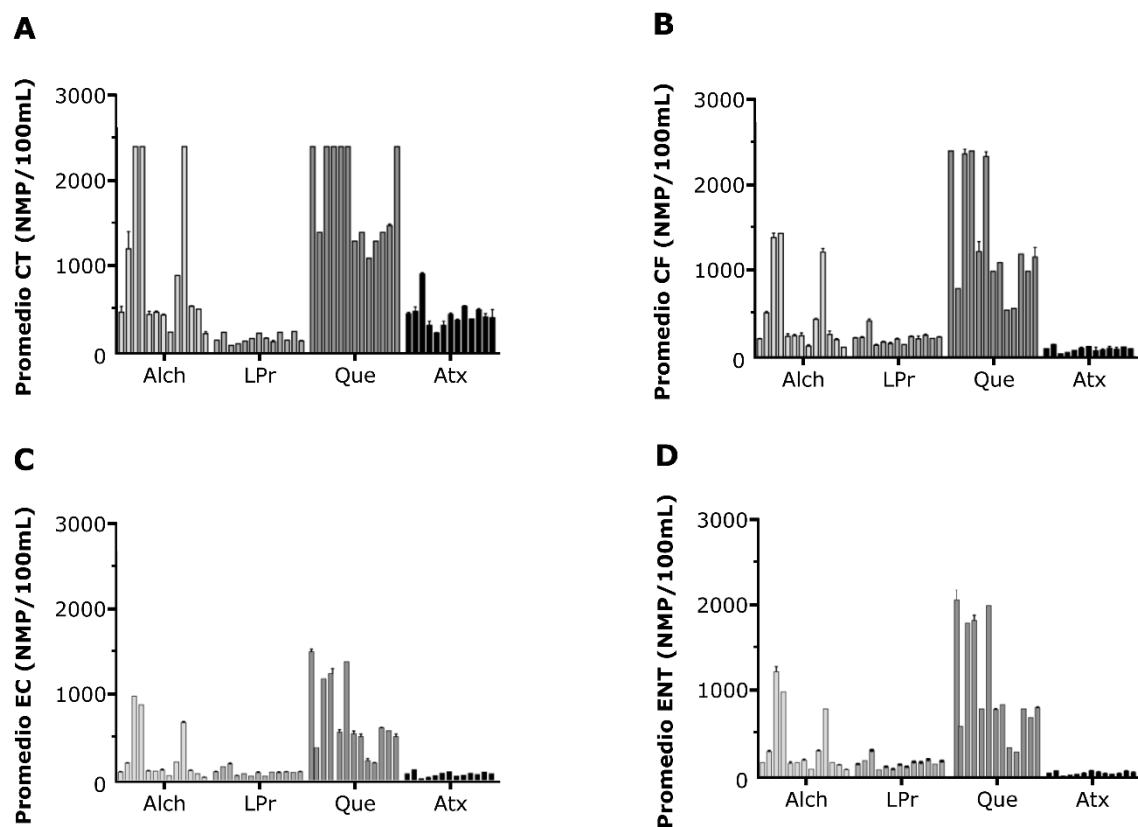 A
Promedio CT (NMP/100mL)
3000
2000
1000
0
Alch LPr Que Atx
B
Promedio CF (NMP/100mL)
3000
2000
1000
0
Alch LPr Que Atx
C
Promedio EC (NMP/100mL)
3000
2000
1000
0
Alch LPr Que Atx
D
Promedio ENT (NMP/100mL)
3000
2000
1000
0
Alch LPr Que Atx